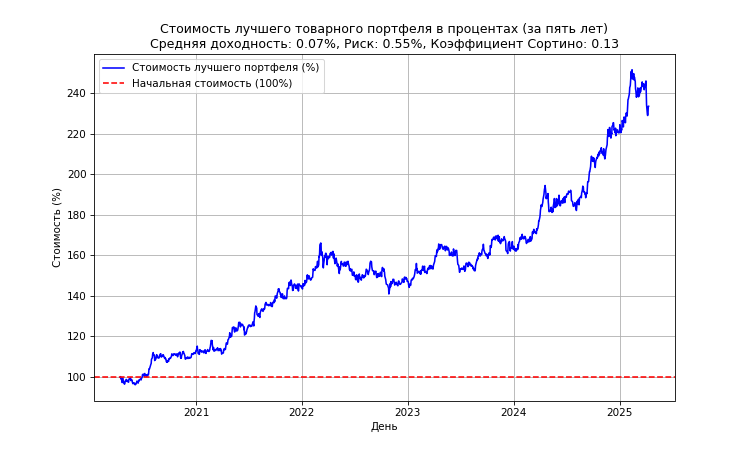 Стоимость лучшего товарного портфеля в процентах (за пять лет)
Средняя доходность: 0.07%, Риск: 0.55%, Коэффициент Сортино: 0.13
Стоимость лучшего портфеля (%)
Начальная стоимость (100%)
Стоимость (%)
240
220
200
180
160
140
120
100
2021 2022 2023 2024 2025
День